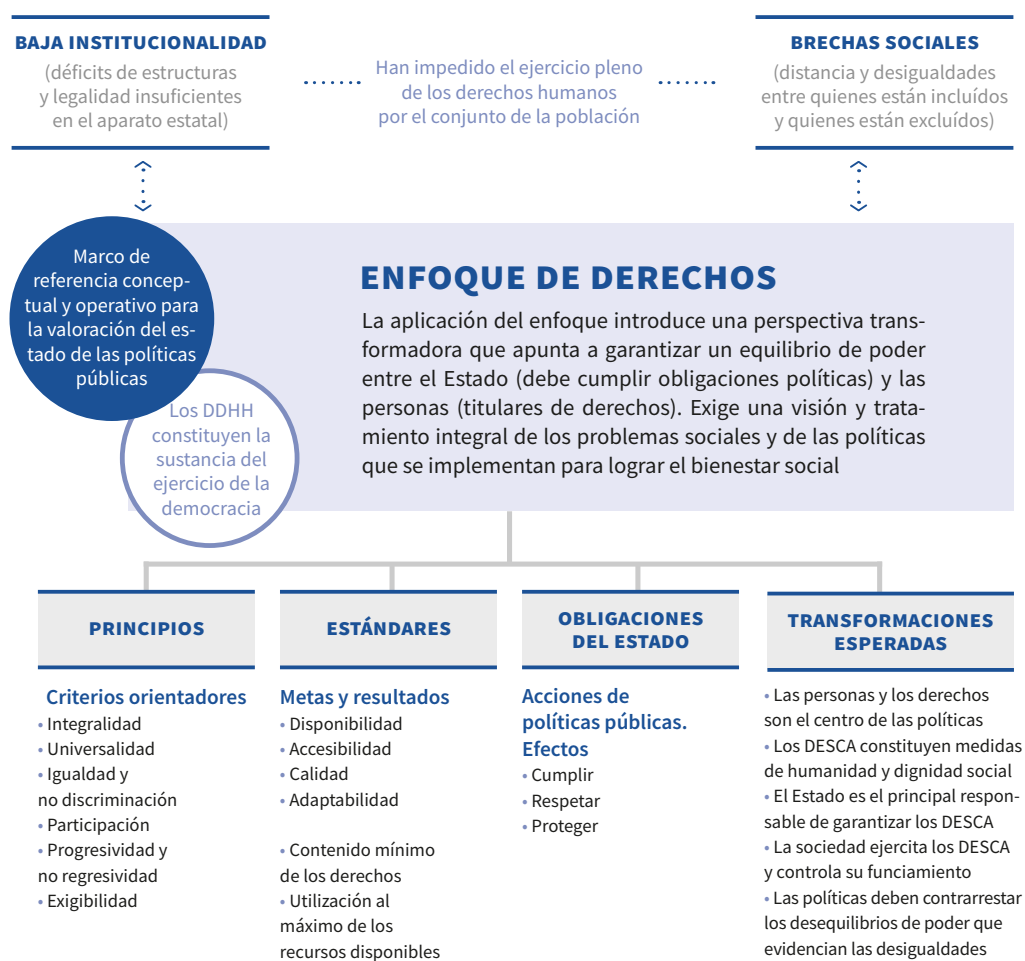 BAJA INSTITUCIONALIDAD
(déficits de estructuras
y legalidad insuficientes
en el aparato estatal)
Han impedido el ejercicio pleno
de los derechos humanos
por el conjunto de la población
BRECHAS SOCIALES
(distancia y desigualdades
entre quienes están incluídos
y quienes están excluídos)
Marco de
referencia concep-
tual y operativo para
la valoración del es-
tado de las políticas
públicas
Los DDHH
constituyen la
sustancia del
ejercicio de la
democracia
ENFOQUE DE DERECHOS
La aplicación del enfoque introduce una perspectiva trans-
formadora que apunta a garantizar un equilibrio de poder
entre el Estado (debe cumplir obligaciones políticas) y las
personas (titulares de derechos). Exige una visión y trata-
miento integral de los problemas sociales y de las políticas
que se implementan para lograr el bienestar social
PRINCIPIOS
Criterios orientadores
• Integralidad
• Universalidad
• Igualdad y
no discriminación
• Participación
• Progresividad y
no regresividad
• Exigibilidad
ESTÁNDARES
Metas y resultados
• Disponibilidad
• Accesibilidad
• Calidad
• Adaptabilidad
• Contenido mínimo
de los derechos
• Utilización al
máximo de los
recursos disponibles
OBLIGACIONES
DEL ESTADO
Acciones de
políticas públicas.
Efectos
• Cumplir
• Respetar
• Proteger
TRANSFORMACIONES
ESPERADAS
• Las personas y los derechos
son el centro de las políticas
• Los DESCA constituyen medidas
de humanidad y dignidad social
• El Estado es el principal respon-
sable de garantizar los DESCA
• La sociedad ejercita los DESCA
y controla su funciamiento
• Las políticas deben contrarrestar
los desequilibrios de poder que
evidencian las desigualdades